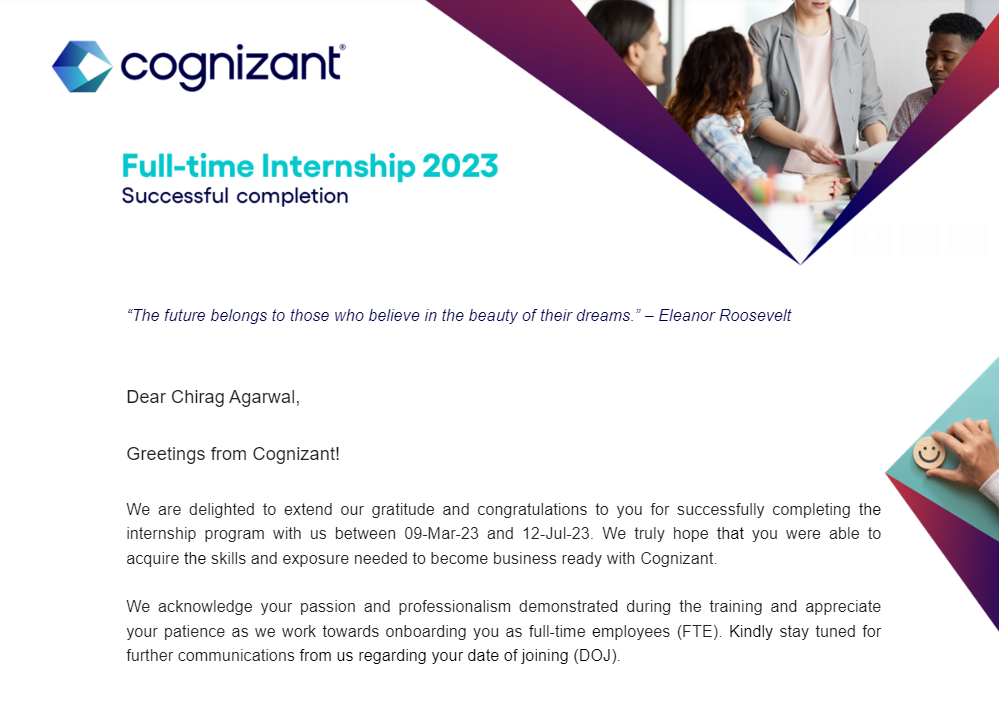 cognizant®
Full-time Internship 2023
Successful completion
“The future belongs to those who believe in the beauty of their dreams.” – Eleanor Roosevelt
Dear Chirag Agarwal,
Greetings from Cognizant!
We are delighted to extend our gratitude and congratulations to you for successfully completing the
internship program with us between 09-Mar-23 and 12-Jul-23. We truly hope that you were able to
acquire the skills and exposure needed to become business ready with Cognizant.
We acknowledge your passion and professionalism demonstrated during the training and appreciate
your patience as we work towards onboarding you as full-time employees (FTE). Kindly stay tuned for
further communications from us regarding your date of joining (DOJ).